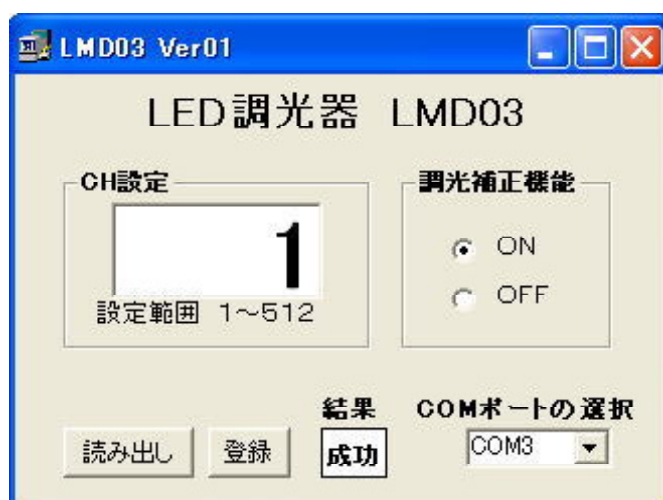 LMD03 Ver01
LED調光器 LMD03
CH設定
1
設定範囲 1～512
調光補正機能
ON
OFF
読み出し
登録
結果
成功
COMポートの選択
COM3